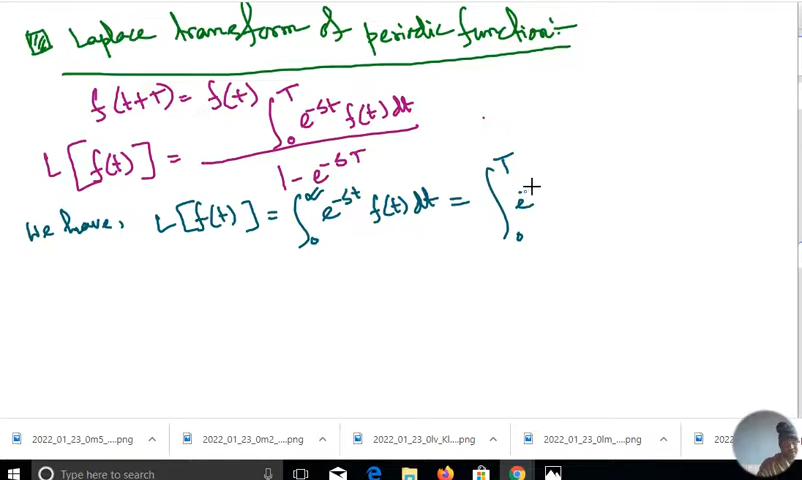 Laplace transform of periodic function:-
f(t+T) = f(t)
L[f(t)] = ∫₀ᵀ e^-st f(t) dt / 1 - e^-sT
We have, L[f(t)] = ∫₀^∞ e^-st f(t) dt = ∫₀ᵀ e
2022_01_23_0m5_....png
2022_01_23_0m2_....png
2022_01_23_0lv_Kl....png
2022_01_23_0lm_....png
2022_01
Type here to search